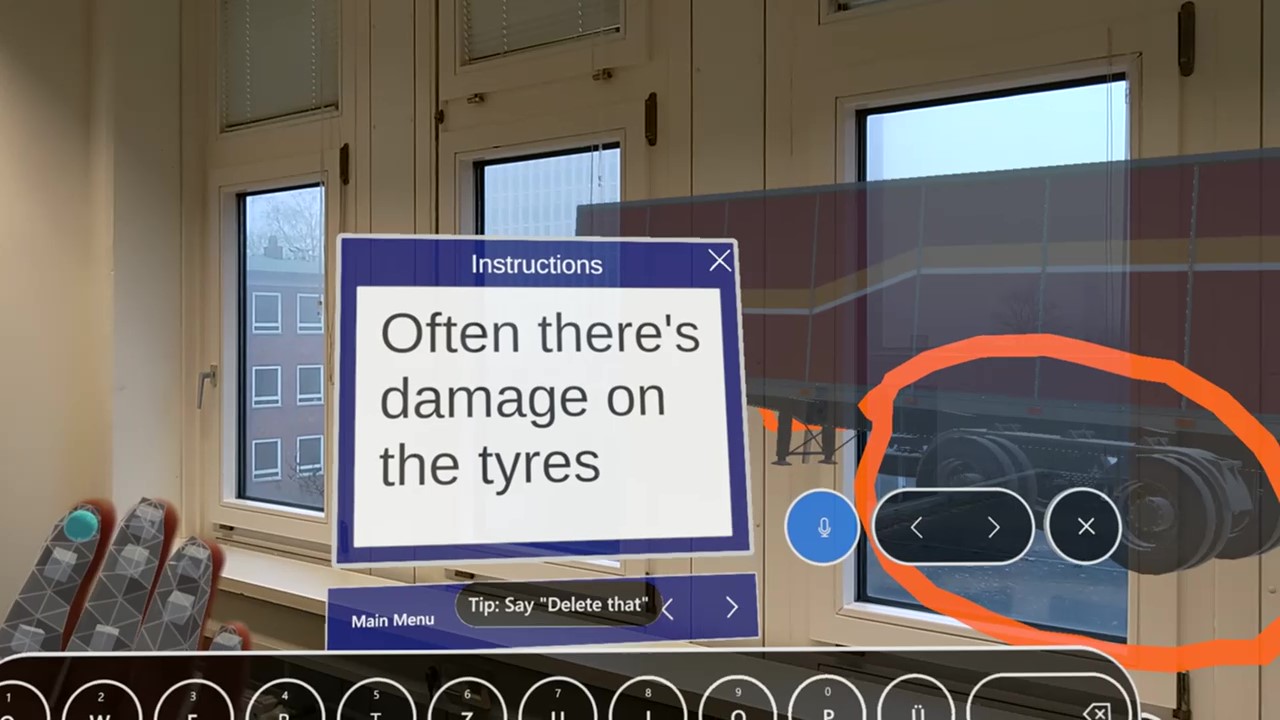 Instructions
Often there's
damage on
the tyres
Tip: Say "Delete that"
Main Menu
1 2 3 4 5 6 7 8 9 0
E R T Z U I O P Ü